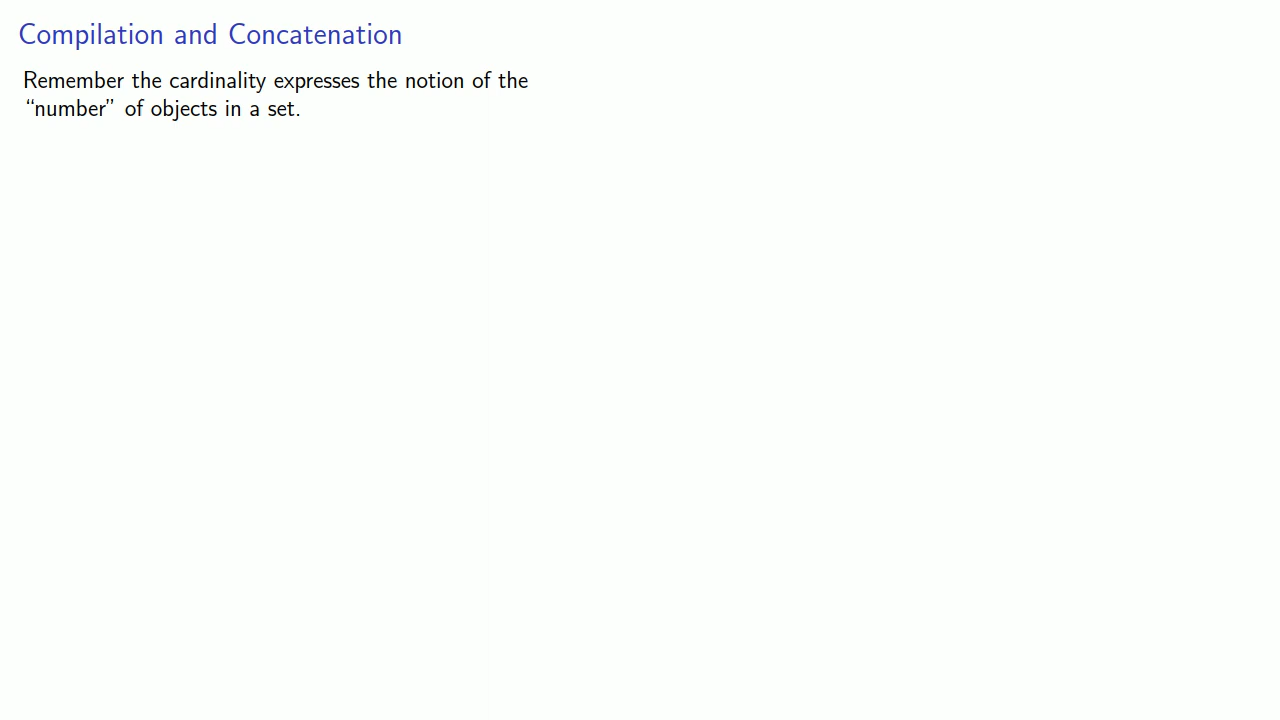 Compilation and Concatenation
Remember the cardinality expresses the notion of the
“number” of objects in a set.